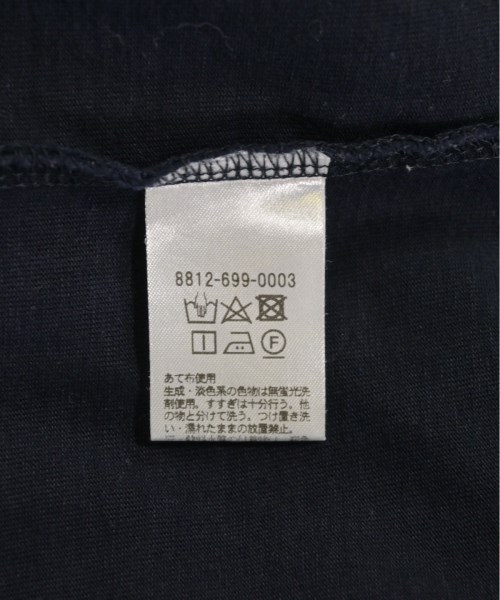 8812-699-0003
F
あて布使用
生成・淡色系の色物は無蛍光洗
剤使用。すすぎは十分行う。他
の物と分けて洗う。つけ置き洗
い・濡れたままの放置禁止。